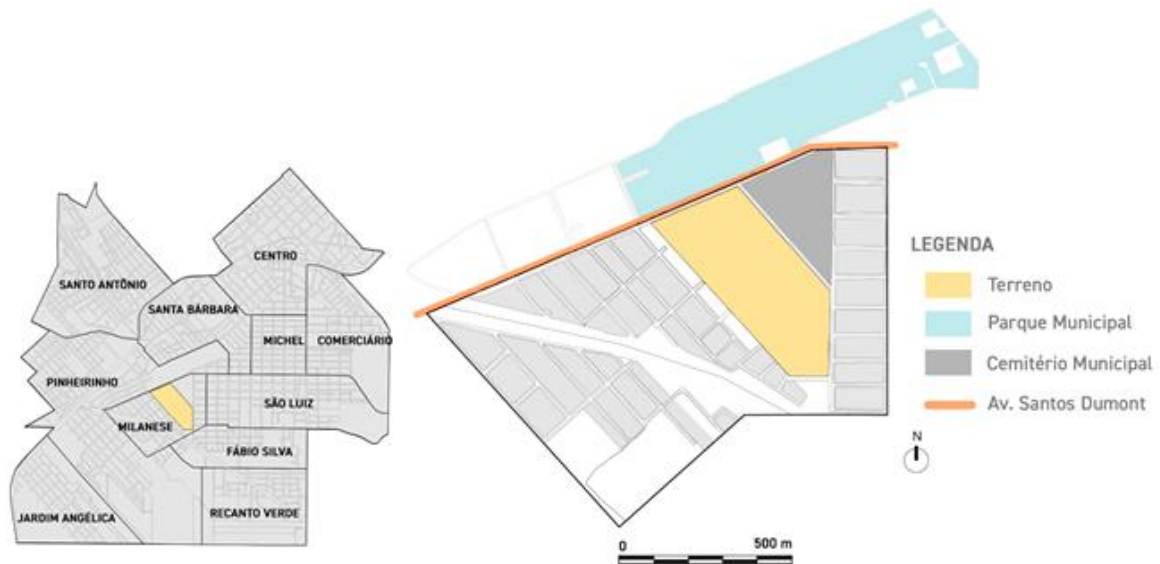 CENTRO
SANTO ANTÔNIO
SANTA BÁRBARA
MICHEL
COMERCIÁRIO
PINHEIRINHO
SÃO LUIZ
MILANESE
FÁBIO SILVA
JARDIM ANGÉLICA
RECANTO VERDE
LEGENDA
Terreno
Parque Municipal
Cemitério Municipal
Av. Santos Dumont
N
0 500 m